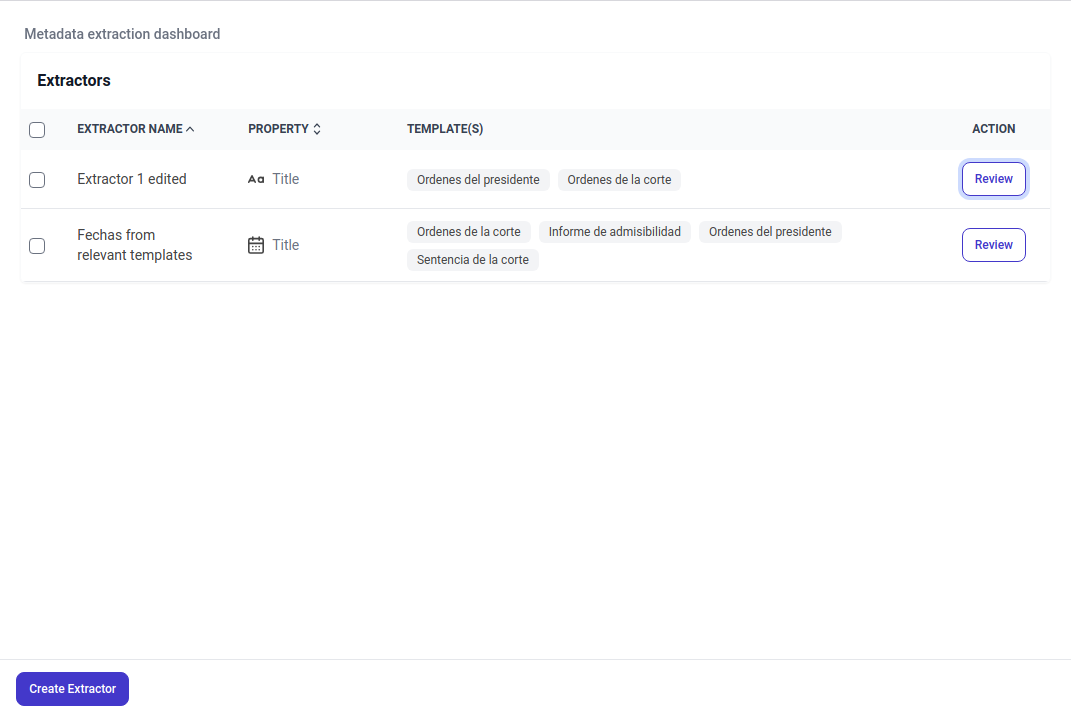 Metadata extraction dashboard
Extractors
EXTRACTOR NAME PROPERTY TEMPLATE(S) ACTION
Extractor 1 edited Aa Title Ordenes del presidente Ordenes de la corte Review
Fechas from relevant templates Title Ordenes de la corte Informe de admisibilidad Ordenes del presidente Review
Sentencia de la corte
Create Extractor